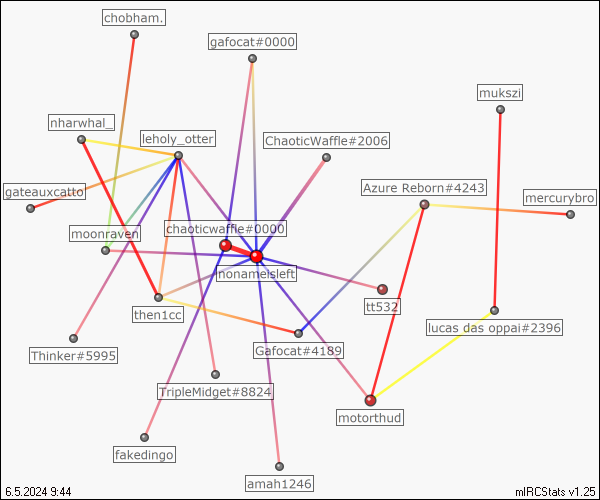 chobham.
gafocat#0000
mukszi
nharwhal_
leholy_otter
ChaoticWaffle#2006
gateauxcatto
Azure Reborn#4243
mercurybro
moonraven
chaoticwaffle#0000
nonameisleft
then1cc
tt532
lucas das oppai#2396
Thinker#5995
Gafocat#4189
TripleMidget#8824
motorthud
fakedingo
amah1246
6.5.2024 9:44
mIRCStats v1.25